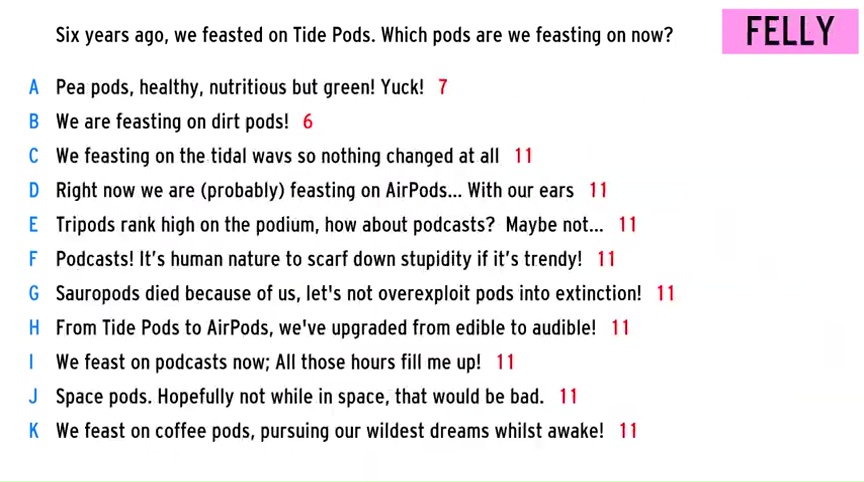 Six years ago, we feasted on Tide Pods. Which pods are we feasting on now?
FELLY
A Pea pods, healthy, nutritious but green! Yuck! 7
B We are feasting on dirt pods! 6
C We feasting on the tidal wavs so nothing changed at all 11
D Right now we are (probably) feasting on AirPods... With our ears 11
E Tripods rank high on the podium, how about podcasts? Maybe not... 11
F Podcasts! It's human nature to scarf down stupidity if it's trendy! 11
G Sauropods died because of us, let's not overexploit pods into extinction! 11
H From Tide Pods to AirPods, we've upgraded from edible to audible! 11
I We feast on podcasts now; All those hours fill me up! 11
J Space pods. Hopefully not while in space, that would be bad. 11
K We feast on coffee pods, pursuing our wildest dreams whilst awake! 11